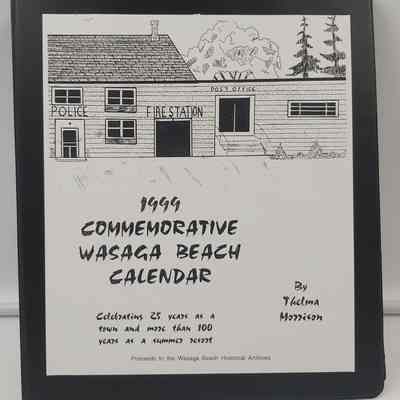 POST OFFICE
POLICE
FIRE STATION
1999
COMMEMORATIVE
WASAGA BEACH
CALENDAR
By
Thelma
Morrison
Celebrating 25 years as a
town and more than 100
years as a summer resort
Proceeds to the Wasaga Beach Historical Archives